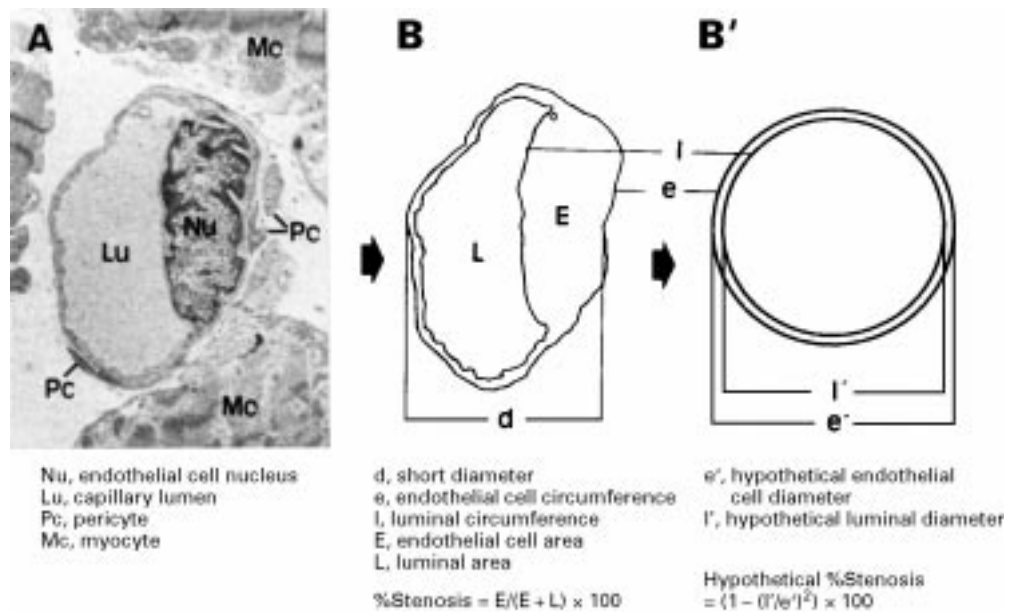 A
B
B′
Mc
Lu
Nu
Pc
Pc
Mc
l
e
L
E
d
l′
e′
Nu, endothelial cell nucleus
Lu, capillary lumen
Pc, pericyte
Mc, myocyte
d, short diameter
e, endothelial cell circumference
l, luminal circumference
E, endothelial cell area
L, luminal area
%Stenosis = E/(E + L) × 100
e′, hypothetical endothelial
cell diameter
l′, hypothetical luminal diameter
Hypothetical %Stenosis
= (1 – (l′/e′)²) × 100